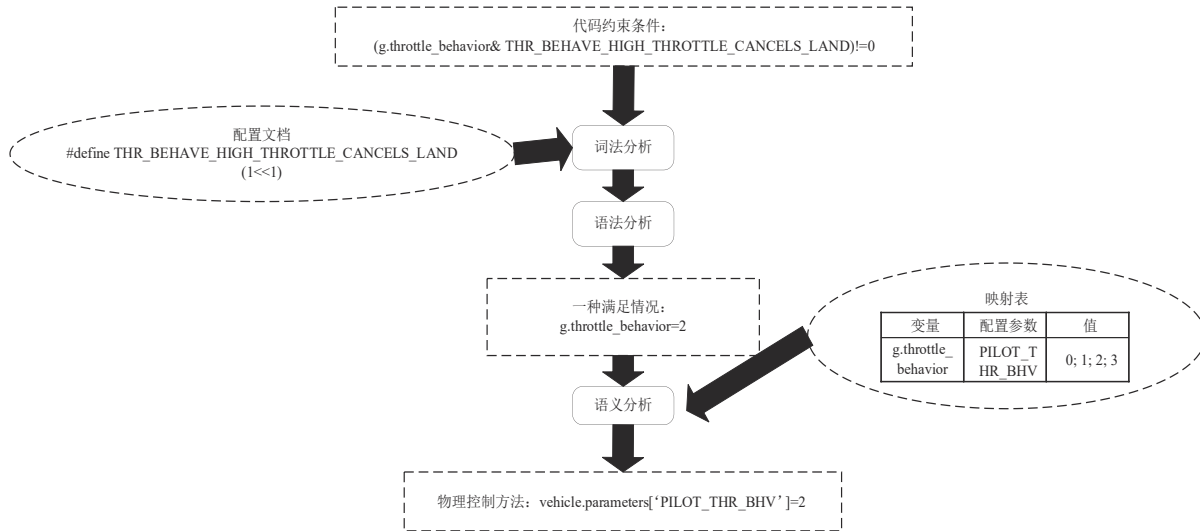 代码约束条件：
(g.throttle_behavior& THR_BEHAVE_HIGH_THROTTLE_CANCELS_LAND)!=0
配置文档
#define THR_BEHAVE_HIGH_THROTTLE_CANCELS_LAND
(1<<1)
词法分析
语法分析
一种满足情况：
g.throttle_behavior=2
映射表
变量 配置参数 值
g.throttle_ PILOT_T 0; 1; 2; 3
behavior HR_BHV
语义分析
物理控制方法：vehicle.parameters[‘PILOT_THR_BHV’]=2